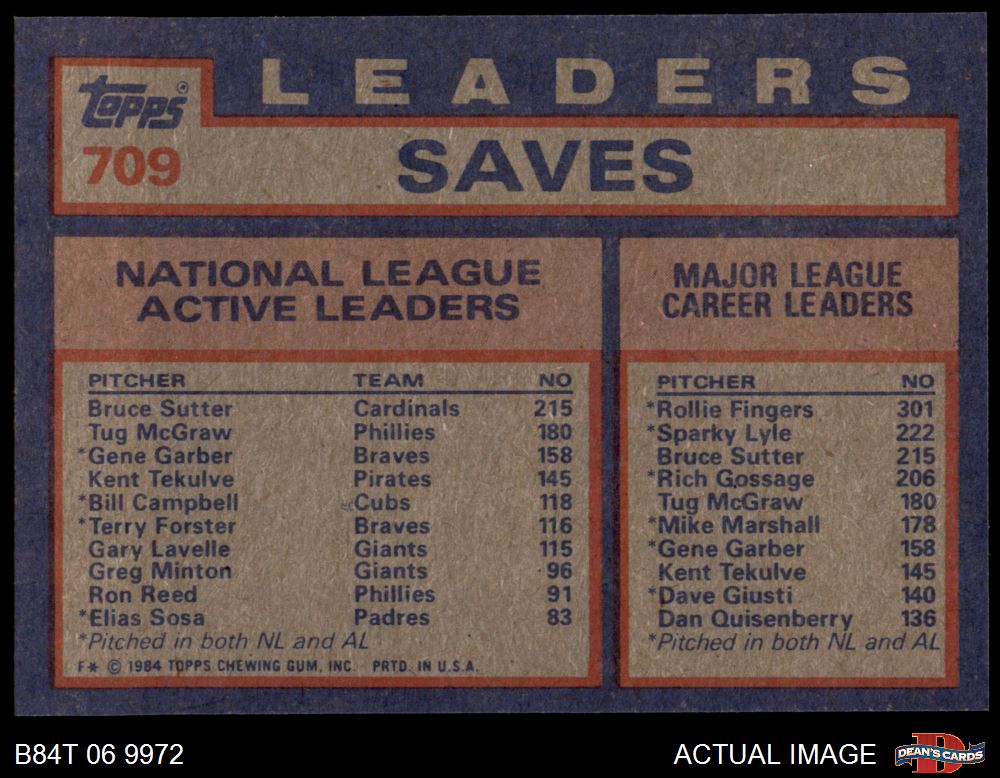 topps
LEADERS
709
SAVES
NATIONAL LEAGUE
ACTIVE LEADERS
PITCHER TEAM NO
Bruce Sutter Cardinals 215
Tug McGraw Phillies 180
*Gene Garber Braves 158
Kent Tekulve Pirates 145
*Bill Campbell Cubs 118
*Terry Forster Braves 116
Gary Lavelle Giants 115
Greg Minton Giants 96
Ron Reed Phillies 91
*Elias Sosa Padres 83
*Pitched in both NL and AL
F* © 1984 TOPPS CHEWING GUM, INC. PRTD. IN U.S.A.
MAJOR LEAGUE
CAREER LEADERS
PITCHER NO
*Rollie Fingers 301
*Sparky Lyle 222
Bruce Sutter 215
*Rich Gossage 206
Tug McGraw 180
*Mike Marshall 178
*Gene Garber 158
Kent Tekulve 145
*Dave Giusti 140
Dan Quisenberry 136
*Pitched in both NL and AL
B84T 06 9972
ACTUAL IMAGE
DEAN'S CARDS